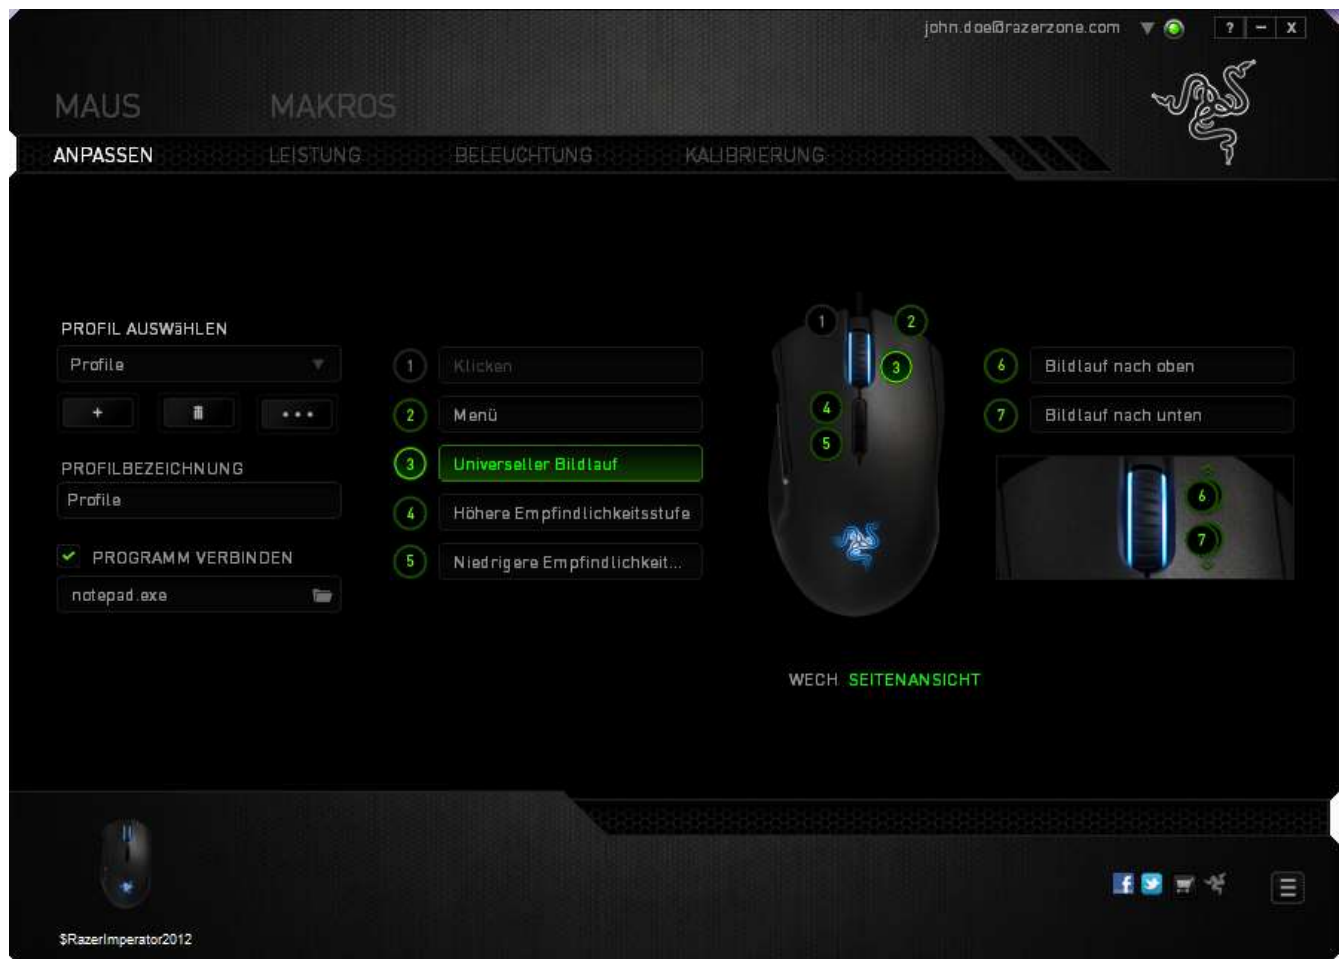 john.doe@razerzone.com
? – X
MAUS MAKROS
ANPASSEN LEISTUNG BELEUCHTUNG KALIBRIERUNG
PROFIL AUSWäHLEN
Profile
+ •••
PROFILBEZEICHNUNG
Profile
PROGRAMM VERBINDEN
notepad.exe
1 Klicken
2 Menü
3 Universeller Bildlauf
4 Höhere Empfindlichkeitsstufe
5 Niedrigere Empfindlichkeit...
1
2
3
4
5
6 Bildlauf nach oben
7 Bildlauf nach unten
6
7
WECH SEITENANSICHT
$RazerImperator2012